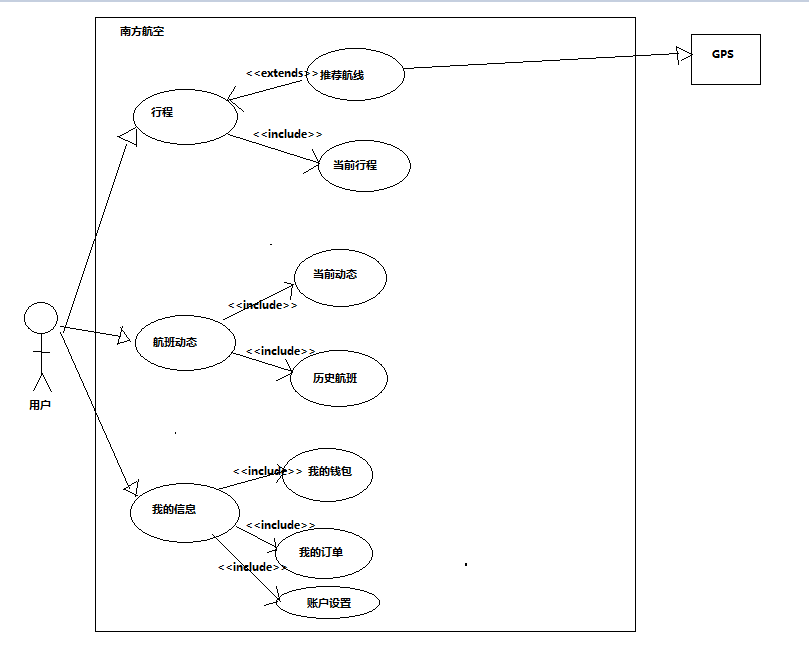 南方航空
GPS
<<extends>>
推荐航线
行程
<<include>>
当前行程
当前动态
<<include>>
航班动态
<<include>>
历史航班
用户
<<include>>
我的钱包
我的信息
<<include>>
我的订单
<<include>>
账户设置